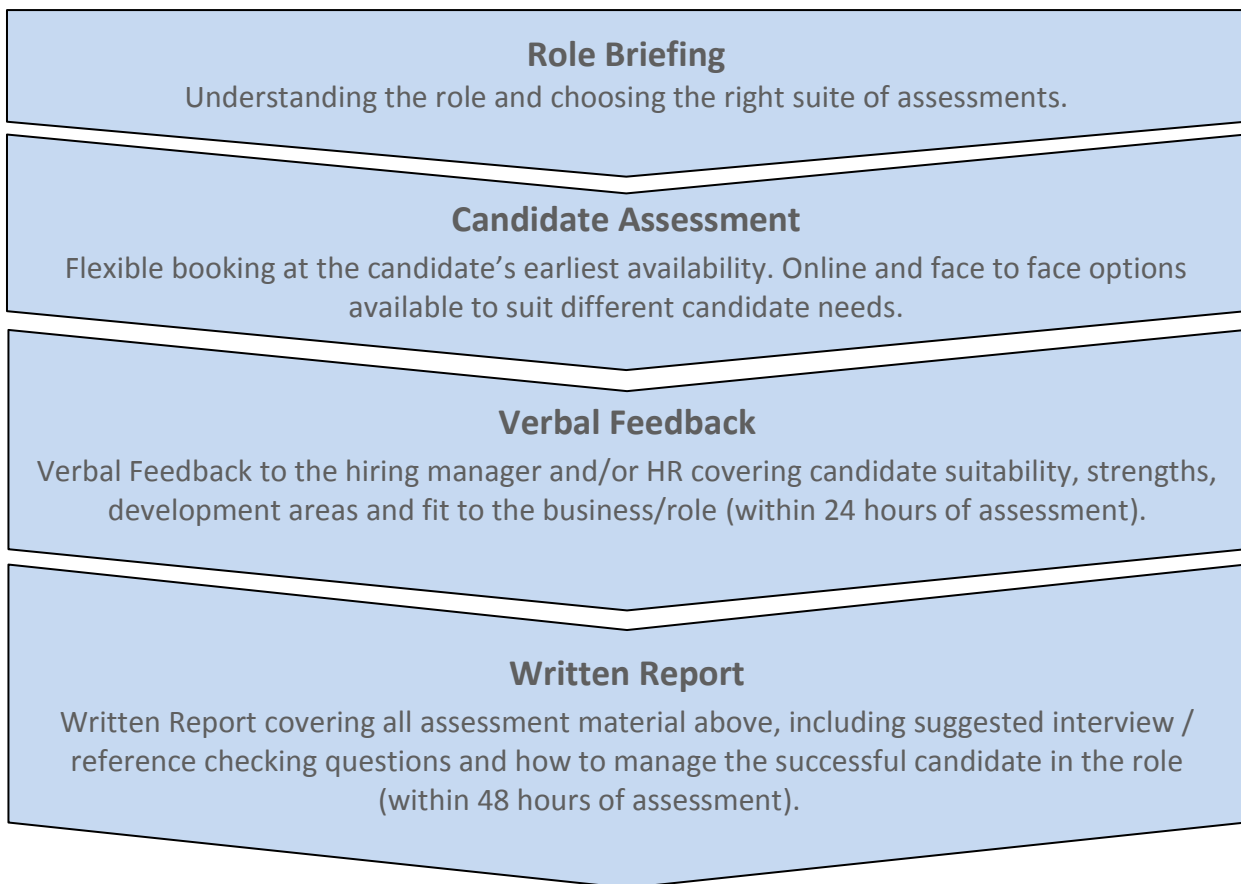 Role Briefing
Understanding the role and choosing the right suite of assessments.
Candidate Assessment
Flexible booking at the candidate’s earliest availability. Online and face to face options
available to suit different candidate needs.
Verbal Feedback
Verbal Feedback to the hiring manager and/or HR covering candidate suitability, strengths,
development areas and fit to the business/role (within 24 hours of assessment).
Written Report
Written Report covering all assessment material above, including suggested interview /
reference checking questions and how to manage the successful candidate in the role
(within 48 hours of assessment).